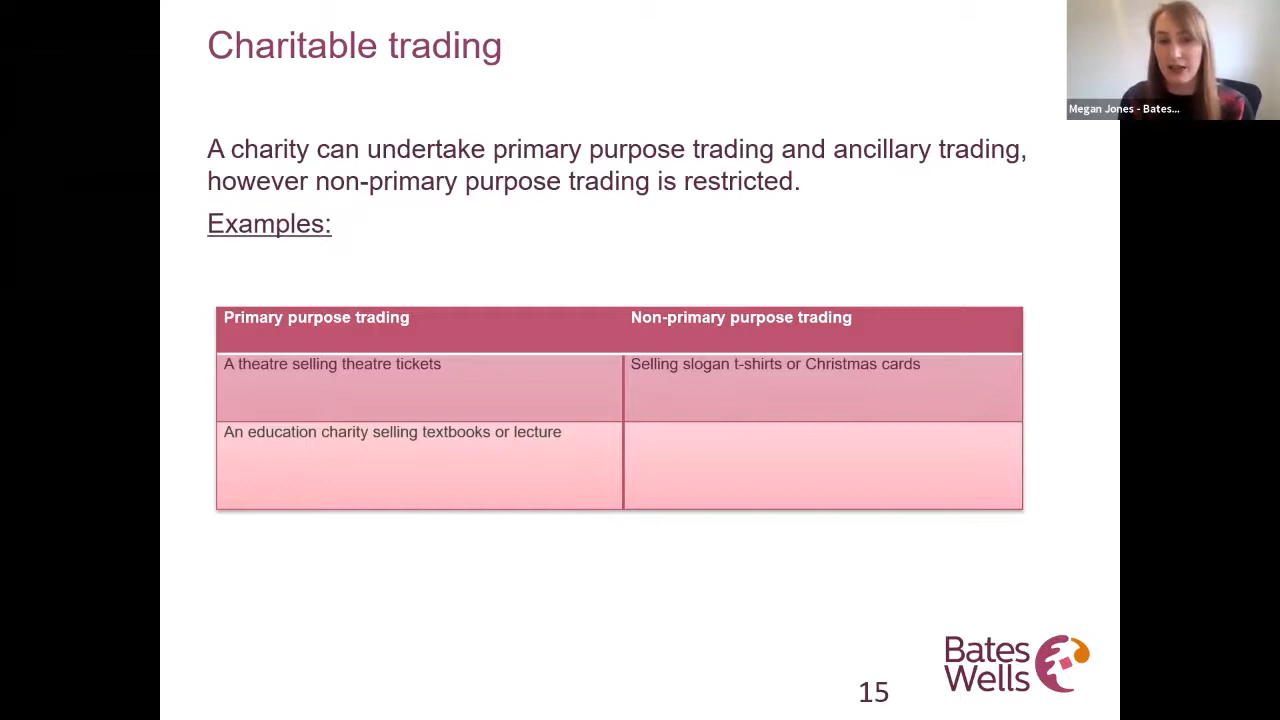 Charitable trading
Megan Jones - Bates...
A charity can undertake primary purpose trading and ancillary trading,
however non-primary purpose trading is restricted.
Examples:
Primary purpose trading
Non-primary purpose trading
A theatre selling theatre tickets
Selling slogan t-shirts or Christmas cards
An education charity selling textbooks or lecture
Bates
Wells
15